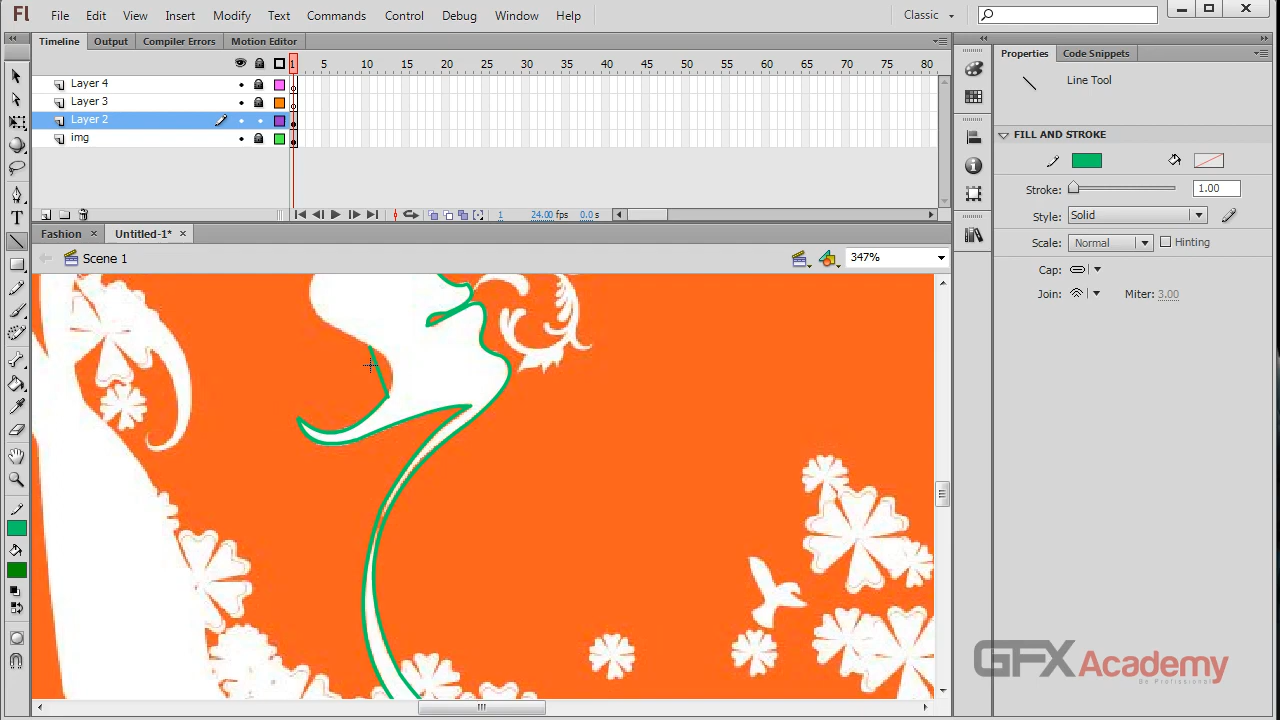 Fl File Edit View Insert Modify Text Commands Control Debug Window Help Classic
Timeline Output Compiler Errors Motion Editor
1 5 10 15 20 25 30 35 40 45 50 55 60 65 70 75 80
Layer 4
Layer 3
Layer 2
img
1 24.00 fps 0.0 s
Fashion Untitled-1*
Scene 1 347%
T
Properties Code Snippets
Line Tool
FILL AND STROKE
Stroke: 1.00
Style: Solid
Scale: Normal Hinting
Cap:
Join: Miter: 3.00
GFX Academy
Be Profissional